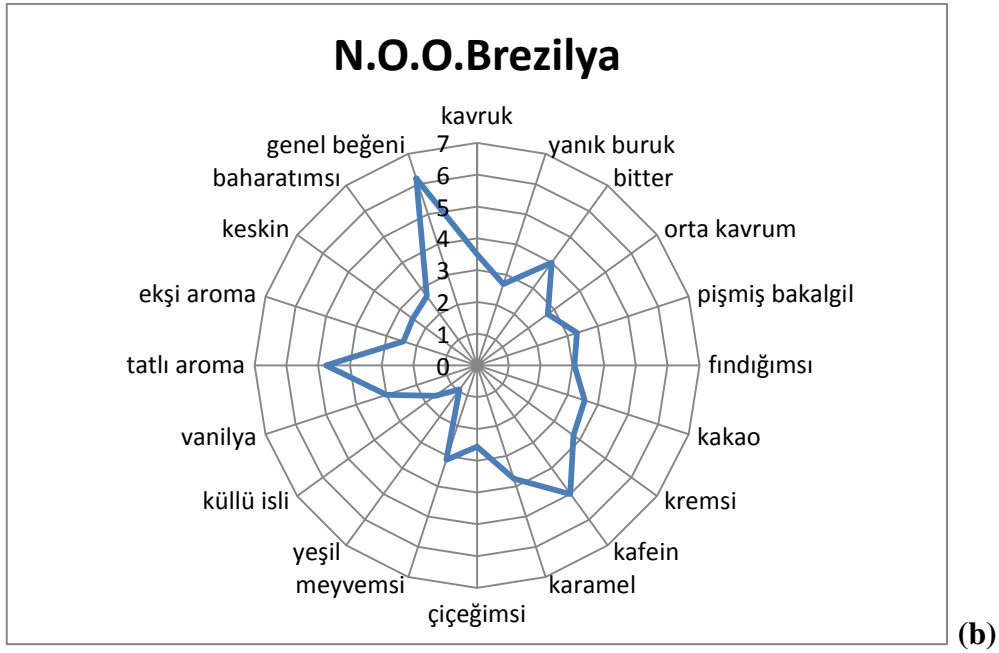 N.O.O.Brezilya
kavruk
yanık buruk
bitter
orta kavrum
pişmiş bakalgil
fındığımsı
kakao
kremsi
kafein
karamel
çiçeğimsi
meyvemsi
yeşil
küllü isli
vanilya
tatlı aroma
ekşi aroma
keskin
baharatımsı
genel beğeni
7
6
5
4
3
2
1
0
(b)